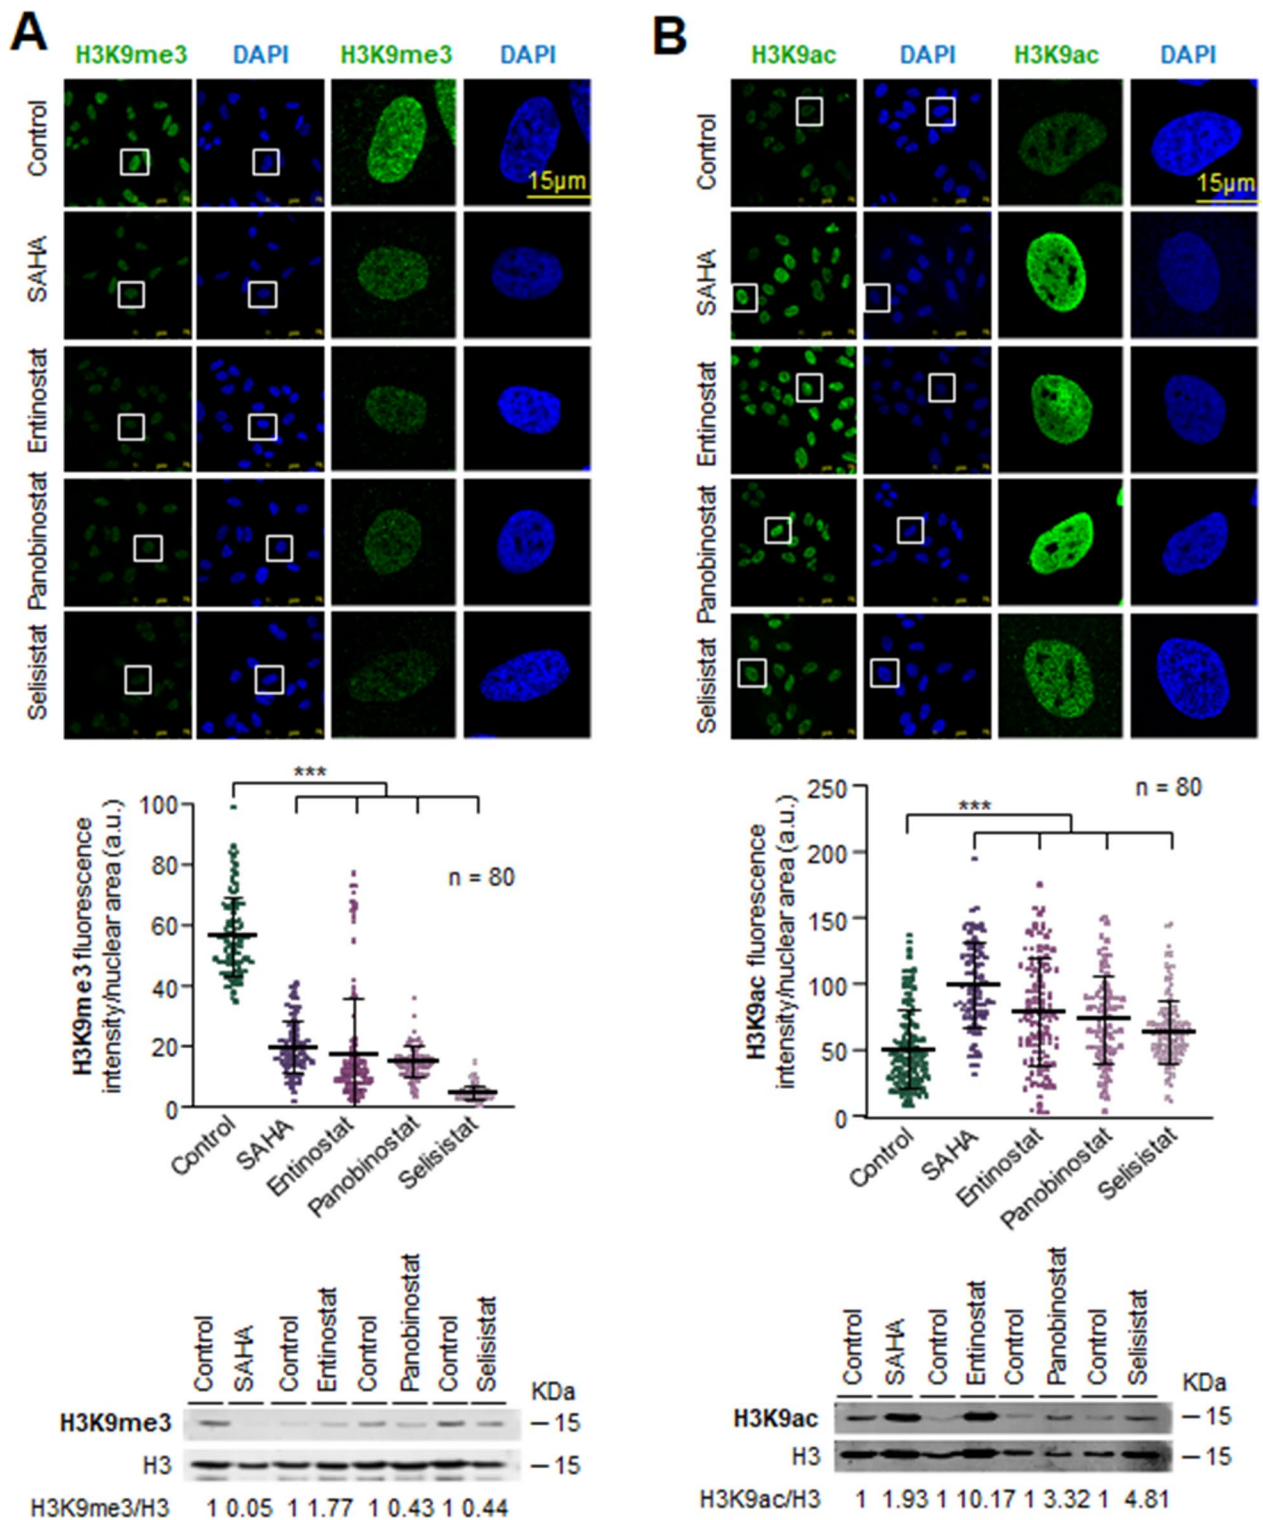 A
H3K9me3 DAPI H3K9me3 DAPI
Control
15µm
SAHA
Entinostat
Panobinostat
Selisistat
***
H3K9me3 fluorescence
intensity/nuclear area (a.u.)
100
80
60
40
20
0
n = 80
Control SAHA Entinostat Panobinostat Selisistat
Control SAHA Control Entinostat Control Panobinostat Control Selisistat
KDa
H3K9me3 – 15
H3 – 15
H3K9me3/H3 1 0.05 1 1.77 1 0.43 1 0.44
B
H3K9ac DAPI H3K9ac DAPI
Control
15µm
SAHA
Entinostat
Panobinostat
Selisistat
***
n = 80
H3K9ac fluorescence
intensity/nuclear area (a.u.)
250
200
150
100
50
0
Control SAHA Entinostat Panobinostat Selisistat
Control SAHA Control Entinostat Control Panobinostat Control Selisistat
KDa
H3K9ac – 15
H3 – 15
H3K9ac/H3 1 1.93 1 10.17 1 3.32 1 4.81